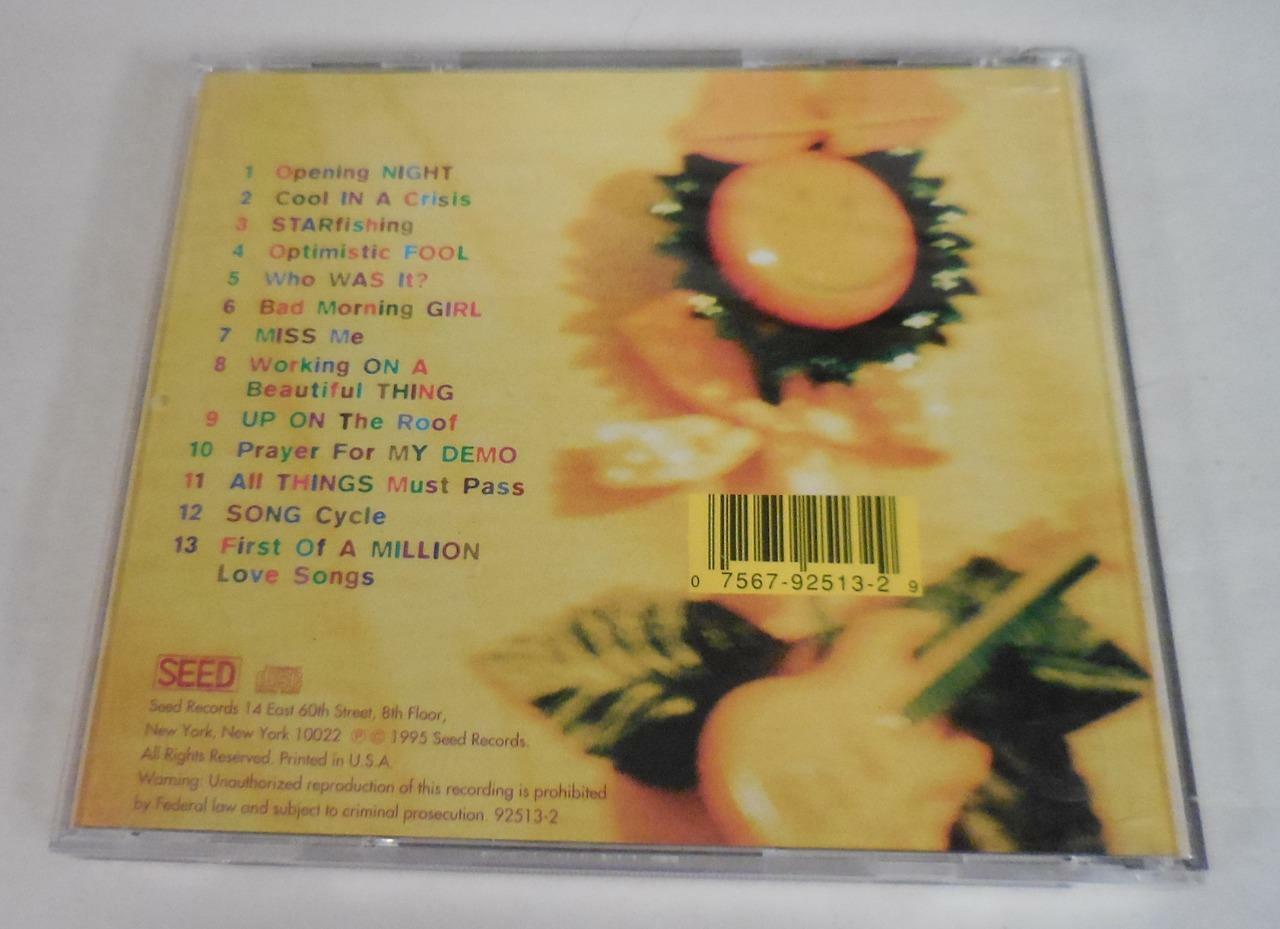 1 Opening NIGHT
2 Cool IN A Crisis
3 STARfishing
4 Optimistic FOOL
5 Who WAS It?
6 Bad Morning GIRL
7 MISS Me
8 Working ON A
Beautiful THING
9 UP ON The Roof
10 Prayer For MY DEMO
11 All THINGS Must Pass
12 SONG Cycle
13 First Of A MILLION
Love Songs
0 7567-92513-2 9
SEED
Seed Records 14 East 60th Street, 8th Floor,
New York, New York 10022 ℗ © 1995 Seed Records.
All Rights Reserved. Printed in U.S.A.
Warning: Unauthorized reproduction of this recording is prohibited
by Federal law and subject to criminal prosecution. 92513-2